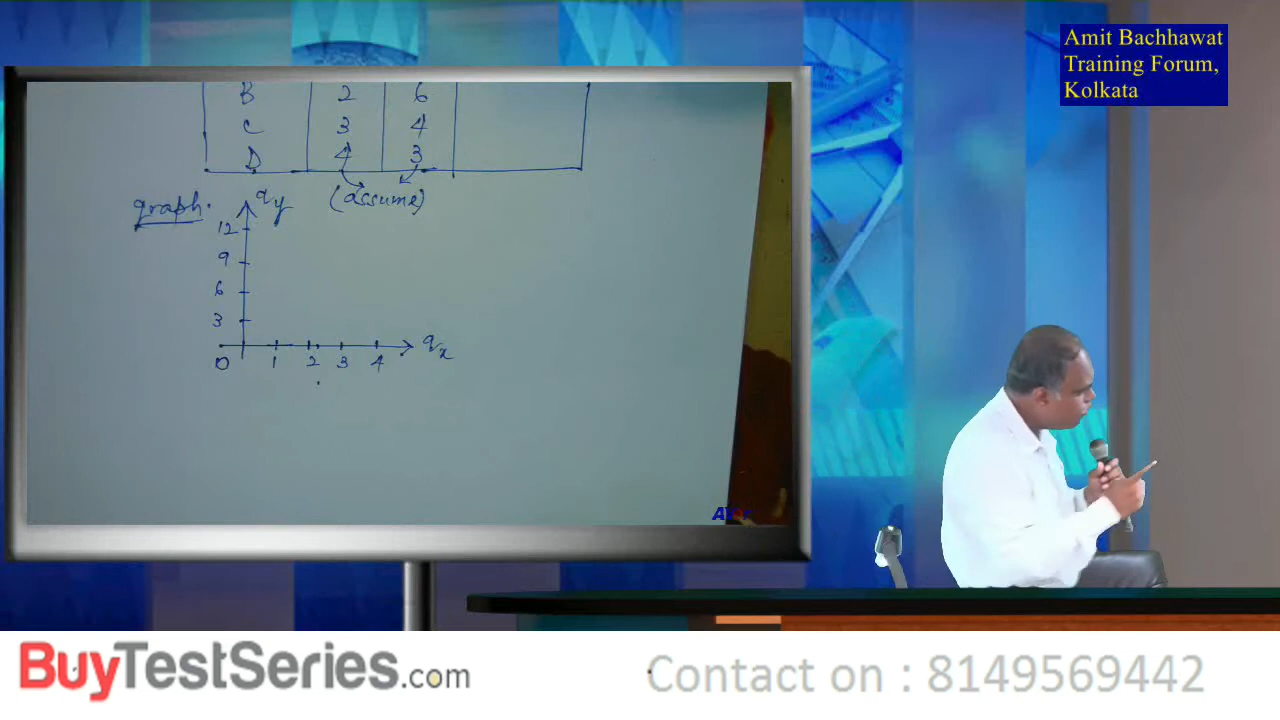 Amit Bachhawat
Training Forum,
Kolkata
B 2 6
C 3 4
D 4 3
(assume)
graph.
qy
12
9
6
3
0 1 2 3 4 qx
BuyTestSeries.com
Contact on : 8149569442